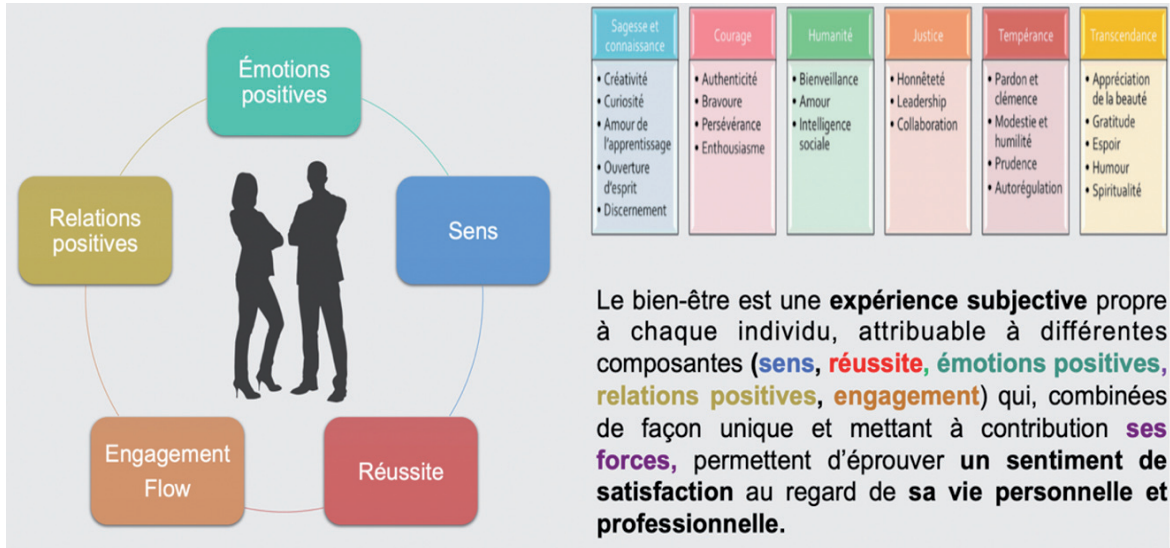 Émotions
positives
Relations
positives
Sens
Engagement
Flow
Réussite
Sagesse et
connaissance
• Créativité
• Curiosité
• Amour de
l'apprentissage
• Ouverture
d'esprit
• Discernement
Courage
• Authenticité
• Bravoure
• Persévérance
• Enthousiasme
Humanité
• Bienveillance
• Amour
• Intelligence
sociale
Justice
• Honnêteté
• Leadership
• Collaboration
Tempérance
• Pardon et
clémence
• Modestie et
humilité
• Prudence
• Autorégulation
Transcendance
• Appréciation
de la beauté
• Gratitude
• Espoir
• Humour
• Spiritualité
Le bien-être est une expérience subjective propre
à chaque individu, attribuable à différentes
composantes (sens, réussite, émotions positives,
relations positives, engagement) qui, combinées
de façon unique et mettant à contribution ses
forces, permettent d'éprouver un sentiment de
satisfaction au regard de sa vie personnelle et
professionnelle.